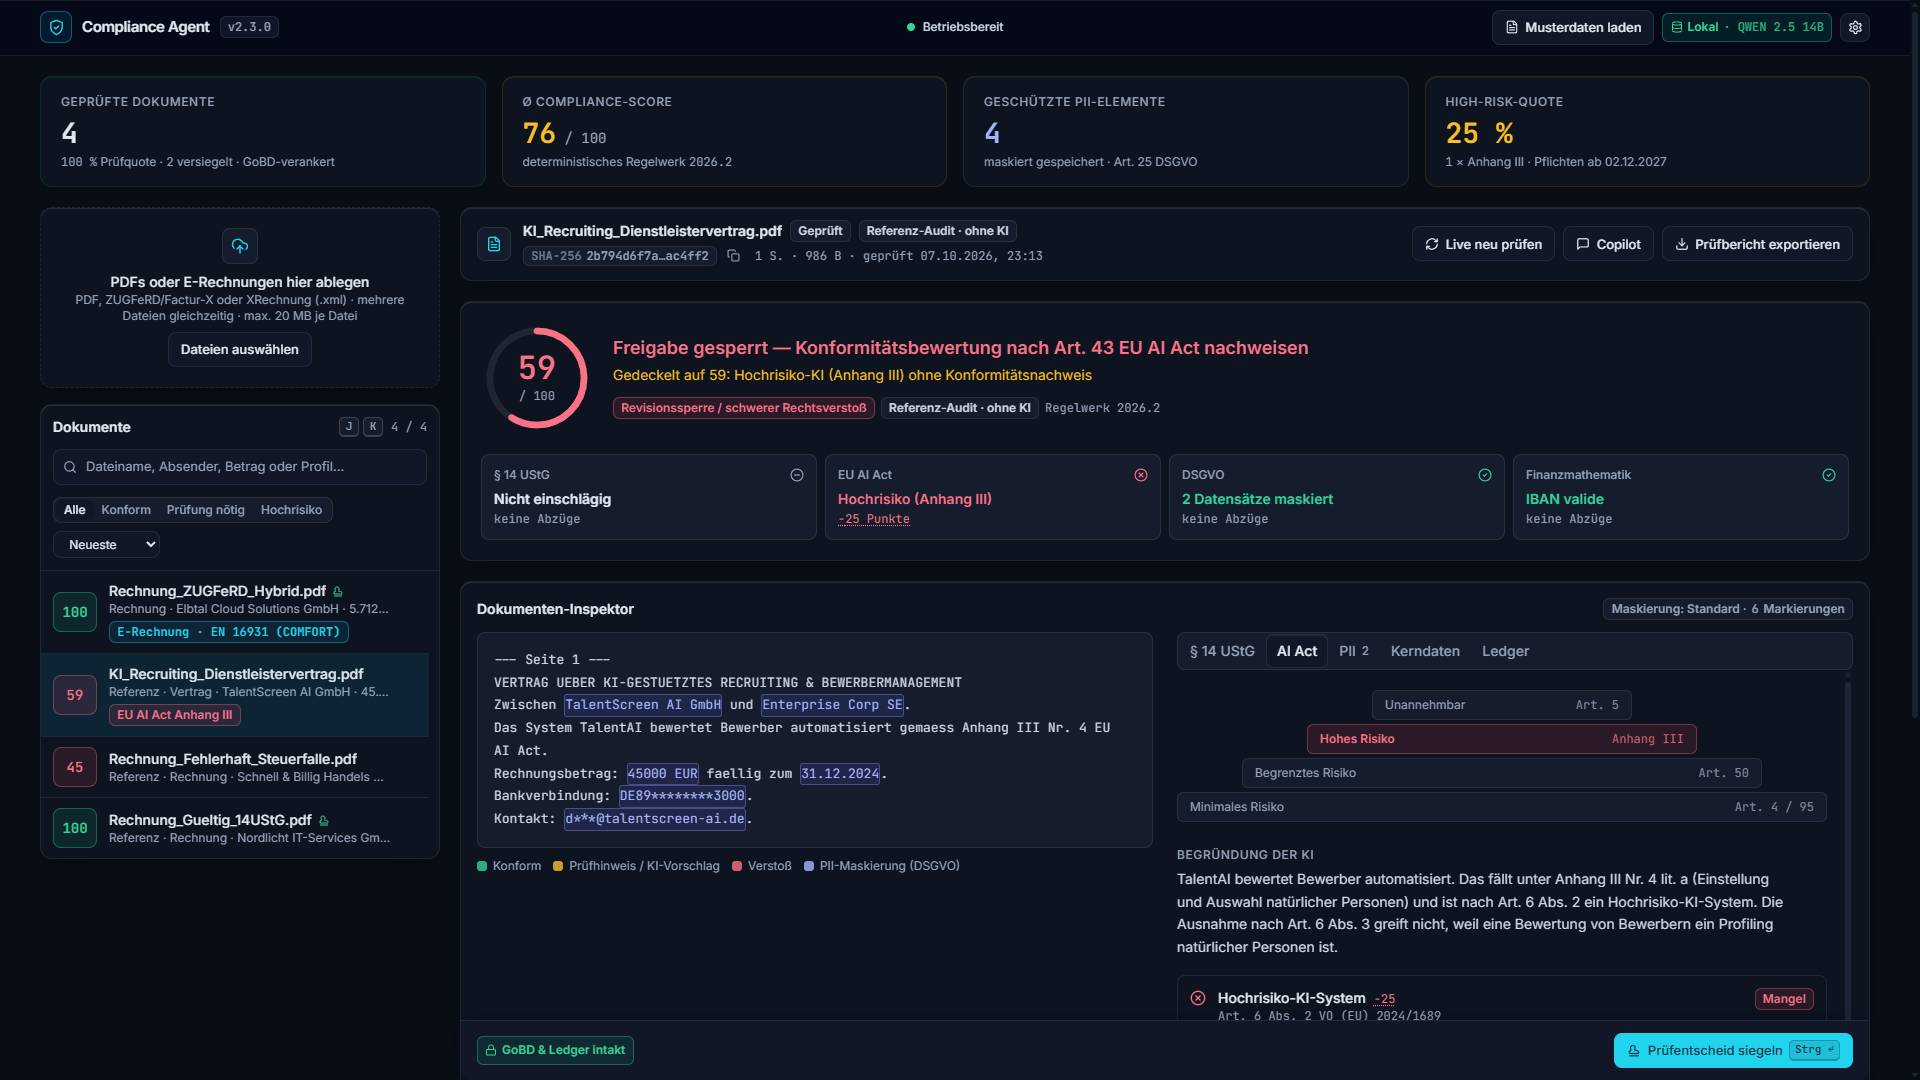 Compliance Agent v2.3.0
Betriebsbereit
Musterdaten laden
Lokal · QWEN 2.5 14B
GEPRÜFTE DOKUMENTE
4
100 % Prüfquote · 2 versiegelt · GoBD-verankert
Ø COMPLIANCE-SCORE
76 / 100
deterministisches Regelwerk 2026.2
GESCHÜTZTE PII-ELEMENTE
4
maskiert gespeichert · Art. 25 DSGVO
HIGH-RISK-QUOTE
25 %
1 × Anhang III · Pflichten ab 02.12.2027
PDFs oder E-Rechnungen hier ablegen
PDF, ZUGFeRD/Factur-X oder XRechnung (.xml) · mehrere
Dateien gleichzeitig · max. 20 MB je Datei
Dateien auswählen
Dokumente J K 4 / 4
Dateiname, Absender, Betrag oder Profil...
Alle Konform Prüfung nötig Hochrisiko
Neueste
100
Rechnung_ZUGFeRD_Hybrid.pdf
Rechnung · Elbtal Cloud Solutions GmbH · 5.712...
E-Rechnung · EN 16931 (COMFORT)
59
KI_Recruiting_Dienstleistervertrag.pdf
Referenz · Vertrag · TalentScreen AI GmbH · 45....
EU AI Act Anhang III
45
Rechnung_Fehlerhaft_Steuerfalle.pdf
Referenz · Rechnung · Schnell & Billig Handels ...
100
Rechnung_Gueltig_14UStG.pdf
Referenz · Rechnung · Nordlicht IT-Services Gm...
KI_Recruiting_Dienstleistervertrag.pdf Geprüft Referenz-Audit · ohne KI
SHA-256 2b794d6f7a…ac4ff2 1 S. · 986 B · geprüft 07.10.2026, 23:13
Live neu prüfen
Copilot
Prüfbericht exportieren
59
/ 100
Freigabe gesperrt — Konformitätsbewertung nach Art. 43 EU AI Act nachweisen
Gedeckelt auf 59: Hochrisiko-KI (Anhang III) ohne Konformitätsnachweis
Revisionssperre / schwerer Rechtsverstoß Referenz-Audit · ohne KI Regelwerk 2026.2
§ 14 UStG
Nicht einschlägig
keine Abzüge
EU AI Act
Hochrisiko (Anhang III)
-25 Punkte
DSGVO
2 Datensätze maskiert
keine Abzüge
Finanzmathematik
IBAN valide
keine Abzüge
Dokumenten-Inspektor
Maskierung: Standard · 6 Markierungen
--- Seite 1 ---
VERTRAG UEBER KI-GESTUETZTES RECRUITING & BEWERBERMANAGEMENT
Zwischen TalentScreen AI GmbH und Enterprise Corp SE.
Das System TalentAI bewertet Bewerber automatisiert gemaess Anhang III Nr. 4 EU
AI Act.
Rechnungsbetrag: 45000 EUR faellig zum 31.12.2024.
Bankverbindung: DE89********3000.
Kontakt: d***@talentscreen-ai.de.
Konform Prüfhinweis / KI-Vorschlag Verstoß PII-Maskierung (DSGVO)
§ 14 UStG AI Act PII 2 Kerndaten Ledger
Unannehmbar Art. 5
Hohes Risiko Anhang III
Begrenztes Risiko Art. 50
Minimales Risiko Art. 4 / 95
BEGRÜNDUNG DER KI
TalentAI bewertet Bewerber automatisiert. Das fällt unter Anhang III Nr. 4 lit. a (Einstellung
und Auswahl natürlicher Personen) und ist nach Art. 6 Abs. 2 ein Hochrisiko-KI-System. Die
Ausnahme nach Art. 6 Abs. 3 greift nicht, weil eine Bewertung von Bewerbern ein Profiling
natürlicher Personen ist.
Hochrisiko-KI-System -25 Mangel
Art. 6 Abs. 2 VO (EU) 2024/1689
GoBD & Ledger intakt
Prüfentscheid siegeln Strg ⏎